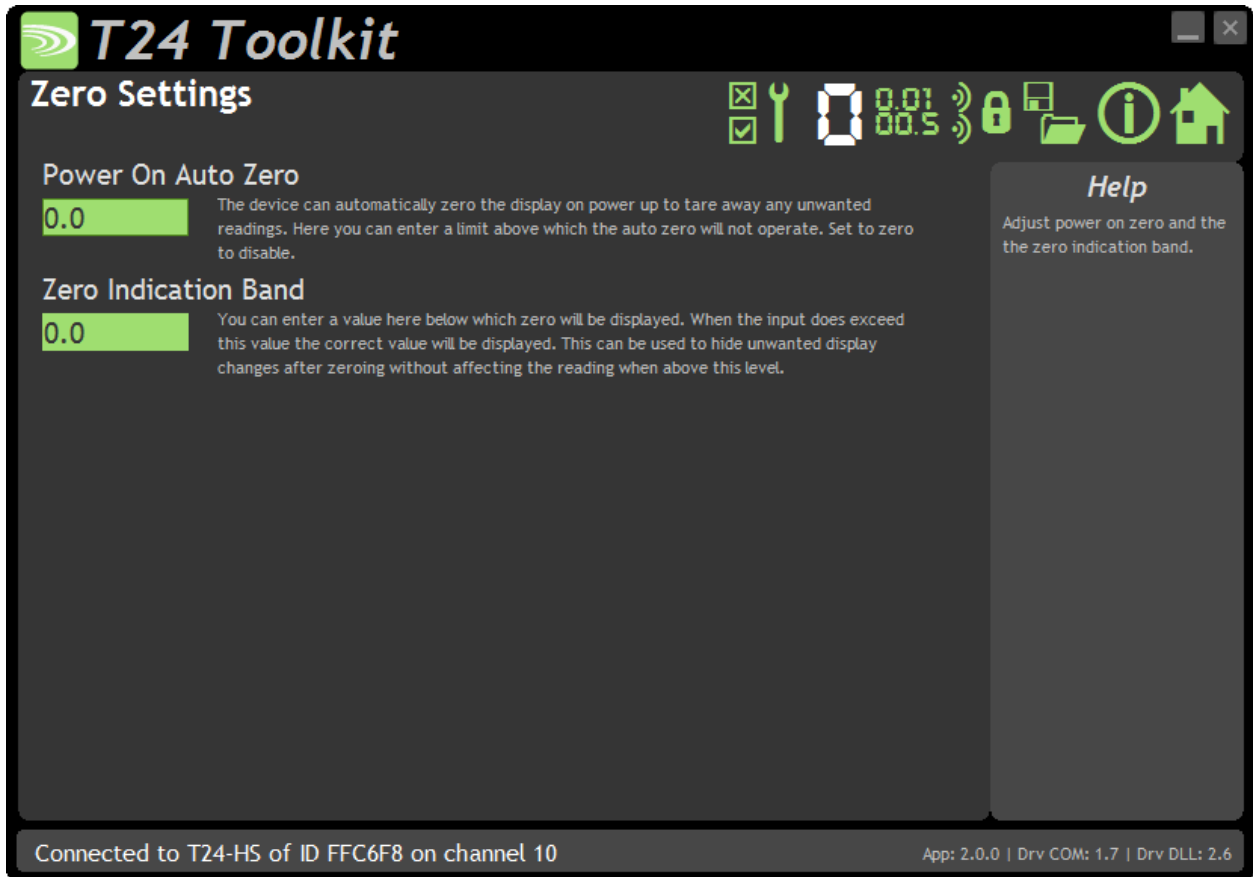 T24 Toolkit
Zero Settings
0
0.01
00.5
Power On Auto Zero
0.0
The device can automatically zero the display on power up to tare away any unwanted
readings. Here you can enter a limit above which the auto zero will not operate. Set to zero
to disable.
Zero Indication Band
0.0
You can enter a value here below which zero will be displayed. When the input does exceed
this value the correct value will be displayed. This can be used to hide unwanted display
changes after zeroing without affecting the reading when above this level.
Help
Adjust power on zero and the
the zero indication band.
Connected to T24-HS of ID FFC6F8 on channel 10
App: 2.0.0 | Drv COM: 1.7 | Drv DLL: 2.6